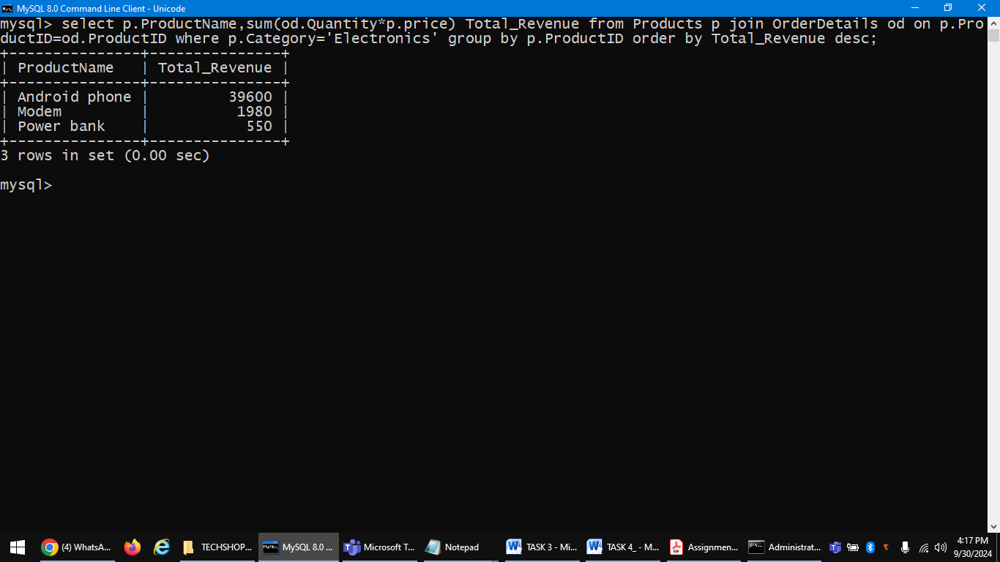 MySQL 8.0 Command Line Client - Unicode
mysql> select p.ProductName,sum(od.Quantity*p.price) Total_Revenue from Products p join OrderDetails od on p.Pro
ductID=od.ProductID where p.Category='Electronics' group by p.ProductID order by Total_Revenue desc;
+---------------+---------------+
| ProductName   | Total_Revenue |
+---------------+---------------+
| Android phone |         39600 |
| Modem         |          1980 |
| Power bank    |           550 |
+---------------+---------------+
3 rows in set (0.00 sec)
mysql>
(4) WhatsA... TECHSHOP... MySQL 8.0 ... Microsoft T... Notepad TASK 3 - Mi... TASK 4_ - M... Assignmen... Administrat... 4:17 PM
9/30/2024